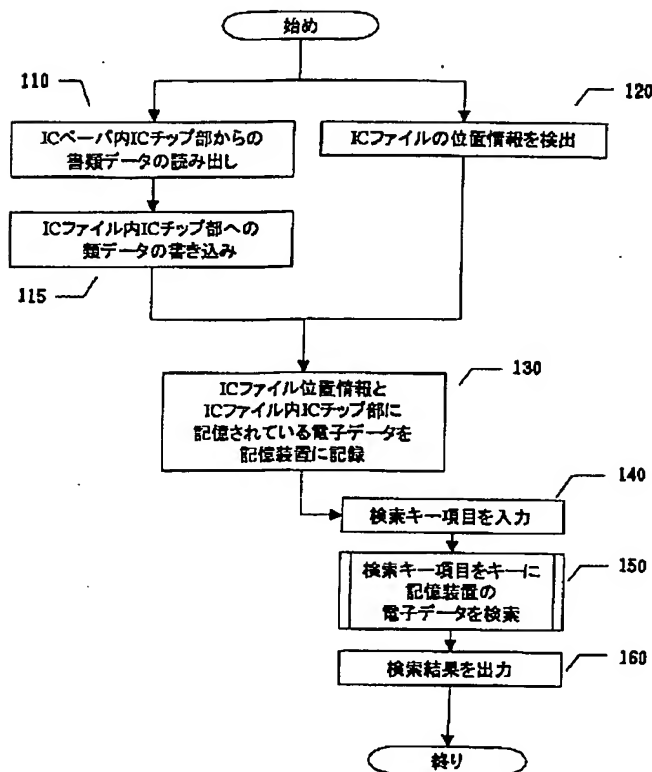 始め
110
ICペーパ内ICチップ部からの
書類データの読み出し
120
ICファイルの位置情報を検出
ICファイル内ICチップ部への
類データの書き込み
115
ICファイル位置情報と
ICファイル内ICチップ部に
記憶されている電子データを
記憶装置に記録
130
140
検索キー項目を入力
検索キー項目をキーに
記憶装置の
電子データを検索
150
検索結果を出力
160
終り